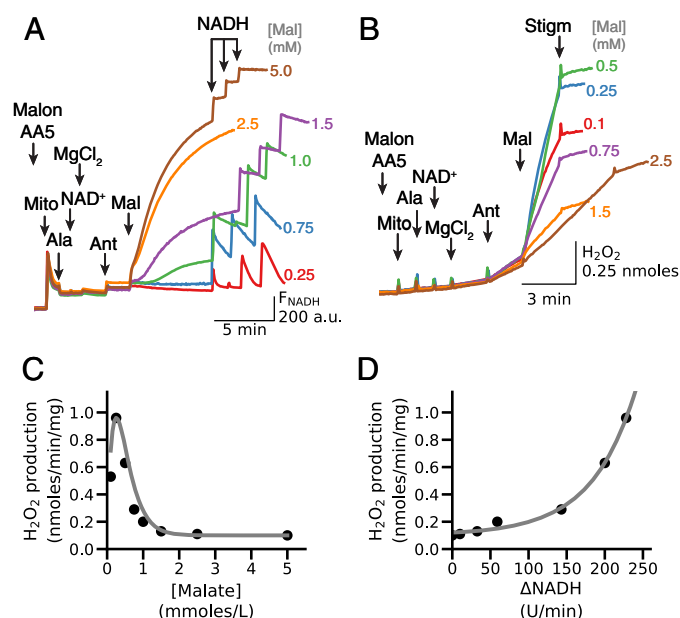 A
NADH
[Mal]
(mM)
5.0
2.5
1.5
1.0
0.75
0.25
Malon
AA5
MgCl₂
Mito
NAD⁺
Mal
Ala
Ant
F_NADH
5 min
200 a.u.
B
Stigm
[Mal]
(mM)
0.5
0.25
0.1
0.75
2.5
1.5
Malon
AA5
Mal
NAD⁺
Ala
Ant
Mito
MgCl₂
H₂O₂
0.25 nmoles
3 min
C
H₂O₂ production
(nmoles/min/mg)
1.0
0.8
0.6
0.4
0.2
0.0
0 1 2 3 4 5
[Malate]
(mmoles/L)
D
H₂O₂ production
(nmoles/min/mg)
1.0
0.8
0.6
0.4
0.2
0.0
0 50 100 150 200 250
ΔNADH
(U/min)